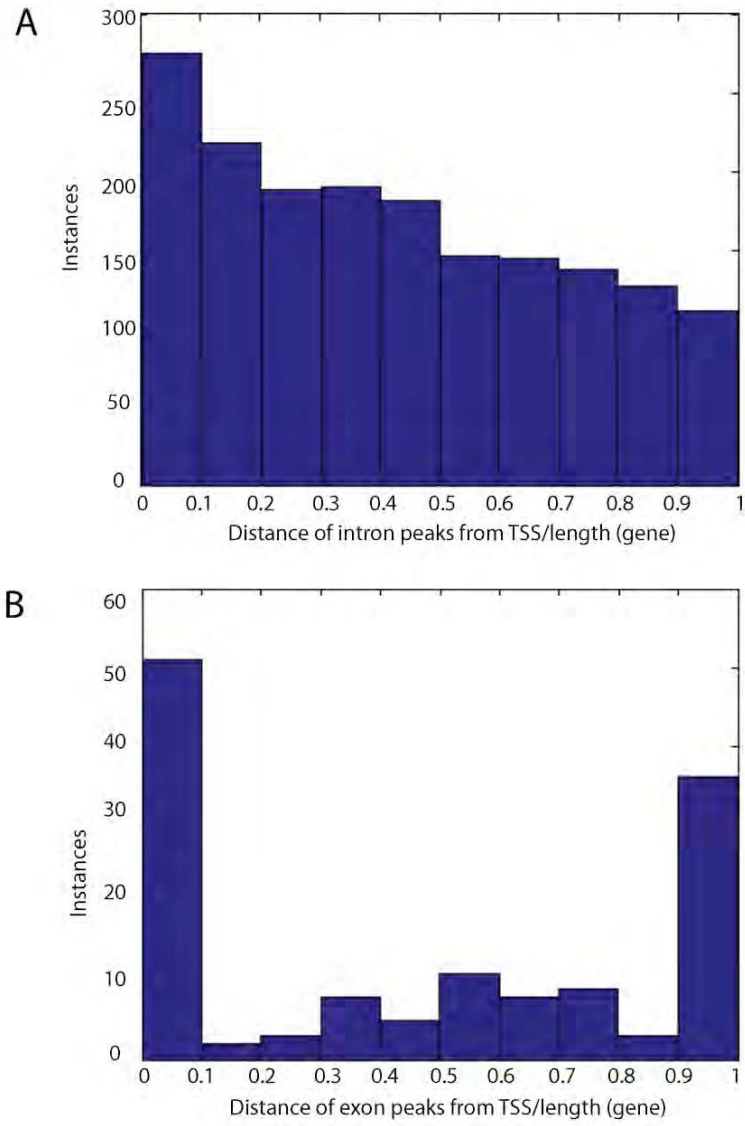 A
300
250
200
150
100
50
0
Instances
0 0.1 0.2 0.3 0.4 0.5 0.6 0.7 0.8 0.9 1
Distance of intron peaks from TSS/length (gene)
B
60
50
40
30
20
10
0
Instances
0 0.1 0.2 0.3 0.4 0.5 0.6 0.7 0.8 0.9 1
Distance of exon peaks from TSS/length (gene)